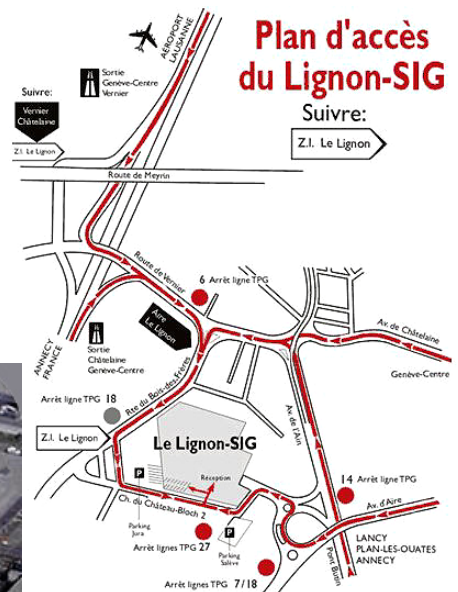 Plan d'accès
du Lignon-SIG
Suivre:
Z.I. Le Lignon
AÉROPORT
LAUSANNE
Sortie
Genève-Centre
Vernier
Suivre:
Vernier
Châtelaine
Z.I. Le Lignon
Route de Meyrin
Route de Vernier
6 Arrêt ligne TPG
Aire
Le Lignon
Av. de Châtelaine
Genève-Centre
ANNECY
FRANCE
Sortie
Châtelaine
Genève-Centre
Arrêt ligne TPG 18
Rte du Bois-des-Frères
Z.I. Le Lignon
Le Lignon-SIG
Av. de l'Ain
P
Réception
14 Arrêt ligne TPG
Ch. du Château-Bloch 2
Av. d'Aire
Parking
Jura
P
Arrêt lignes TPG 27
Parking
Salève
Pont Butin
LANCY
PLAN-LES-OUATES
ANNECY
Arrêt lignes TPG 7/18